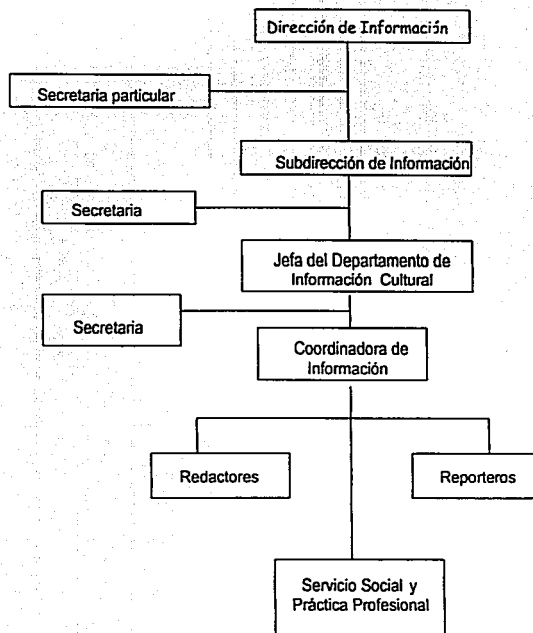 Dirección de Información
Secretaria particular
Subdirección de Información
Secretaria
Jefa del Departamento de
Información Cultural
Secretaria
Coordinadora de
Información
Redactores
Reporteros
Servicio Social y
Práctica Profesional